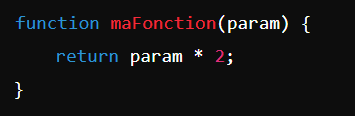 function maFonction(param) {
    return param * 2;
}